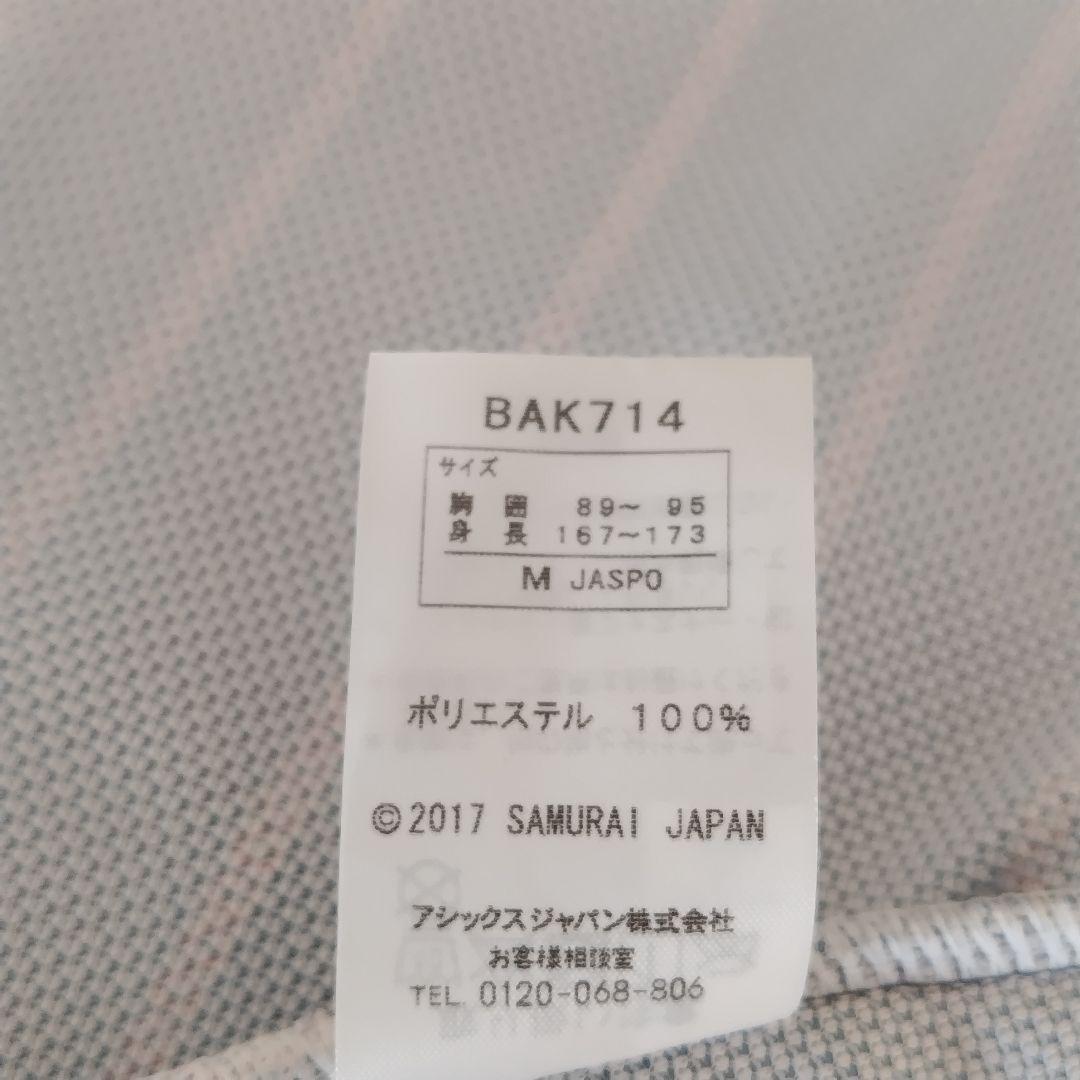 BAK714
サイズ
胸囲 89～ 95
身長 167～173
M JASPO
ポリエステル 100%
©2017 SAMURAI JAPAN
アシックスジャパン株式会社
お客様相談室
TEL. 0120-068-806